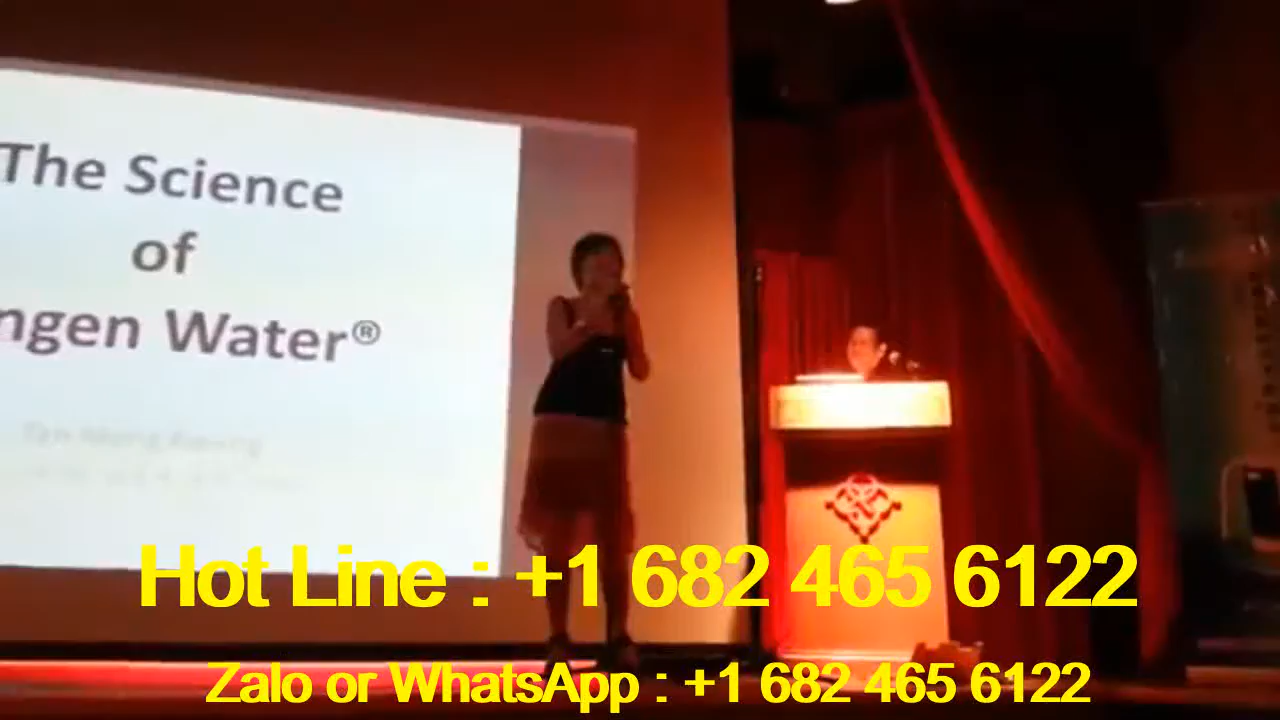 The Science
of
ngen Water®
Hot Line : +1 682 465 6122
Zalo or WhatsApp : +1 682 465 6122